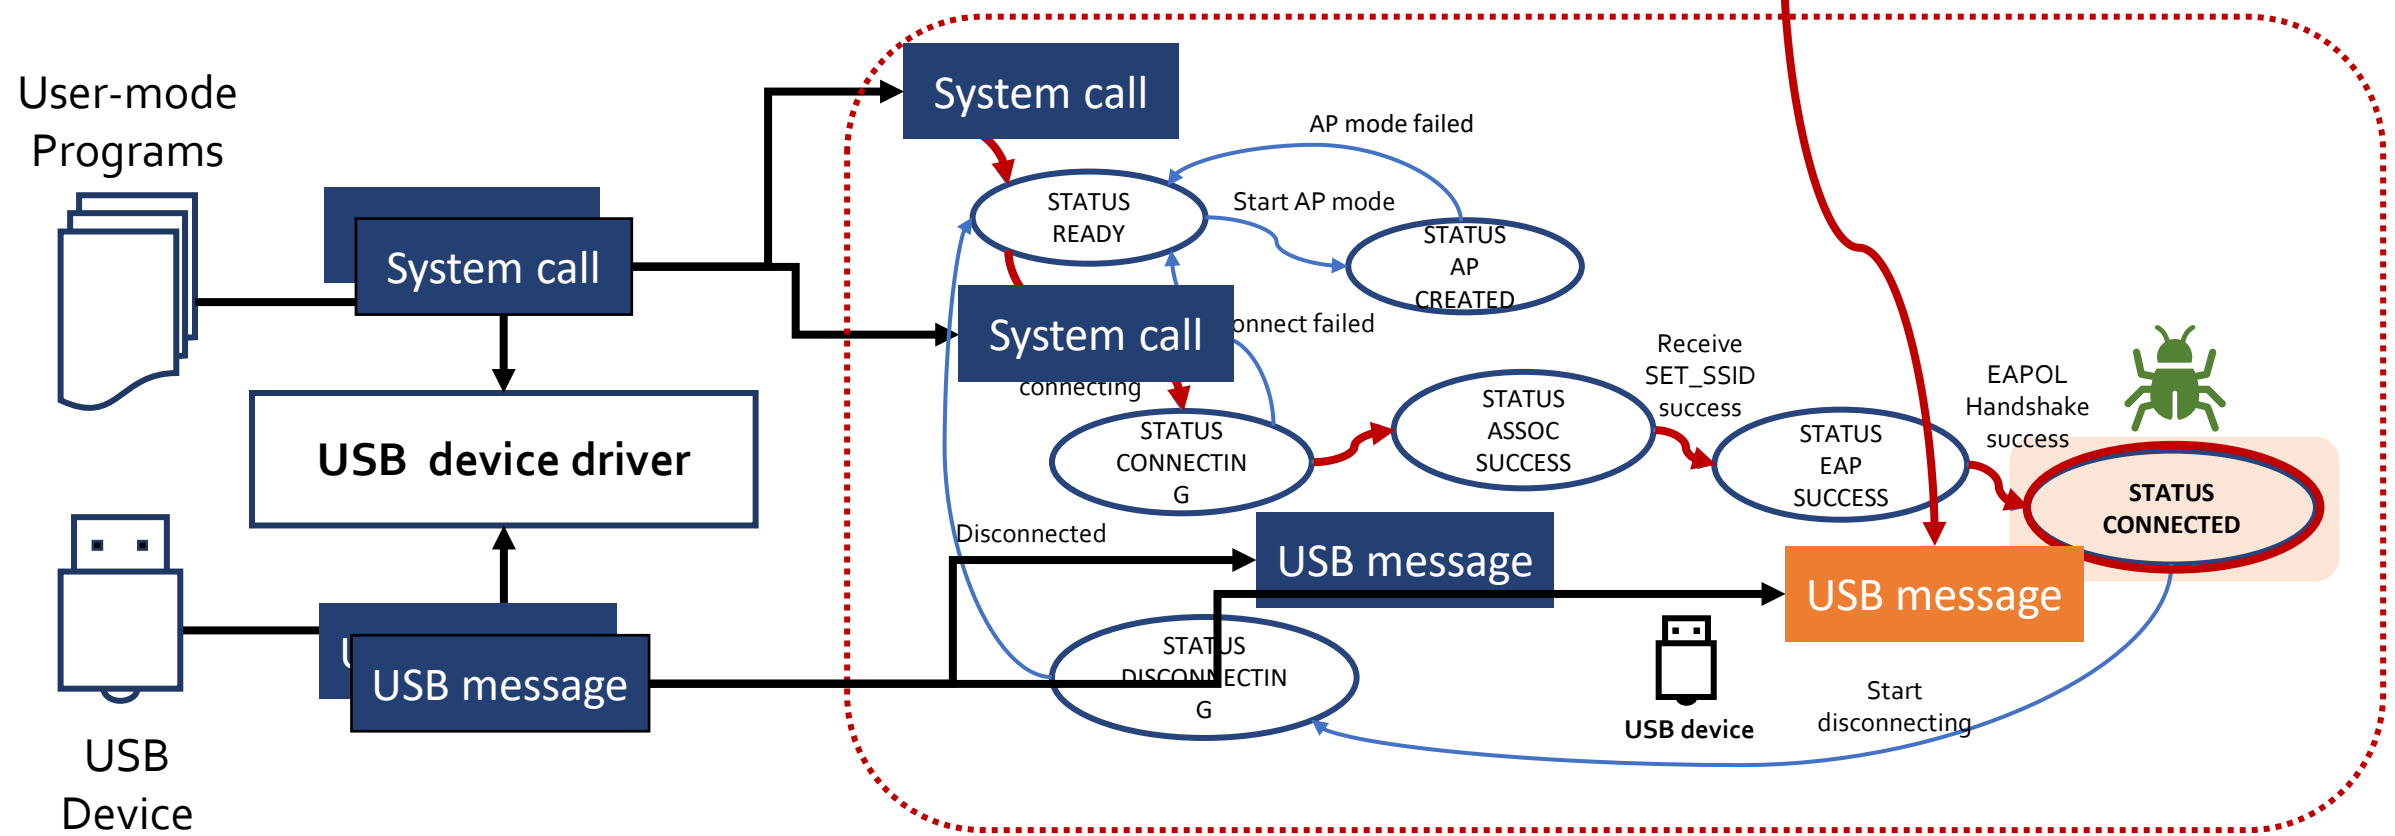 User-mode
Programs
System call
USB device driver
USB message
USB
Device
System call
AP mode failed
STATUS
READY
Start AP mode
STATUS
AP
CREATED
System call
onnect failed
connecting
STATUS
CONNECTIN
G
STATUS
ASSOC
SUCCESS
Receive
SET_SSID
success
STATUS
EAP
SUCCESS
EAPOL
Handshake
success
STATUS
CONNECTED
Disconnected
USB message
USB message
STATUS
DISCONNECTIN
G
USB device
Start
disconnecting